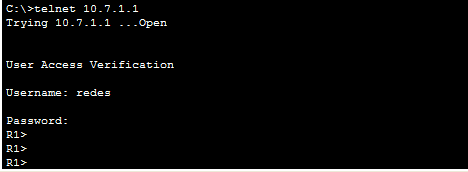 C:\>telnet 10.7.1.1
Trying 10.7.1.1 ...Open
User Access Verification
Username: redes
Password:
R1>
R1>
R1>